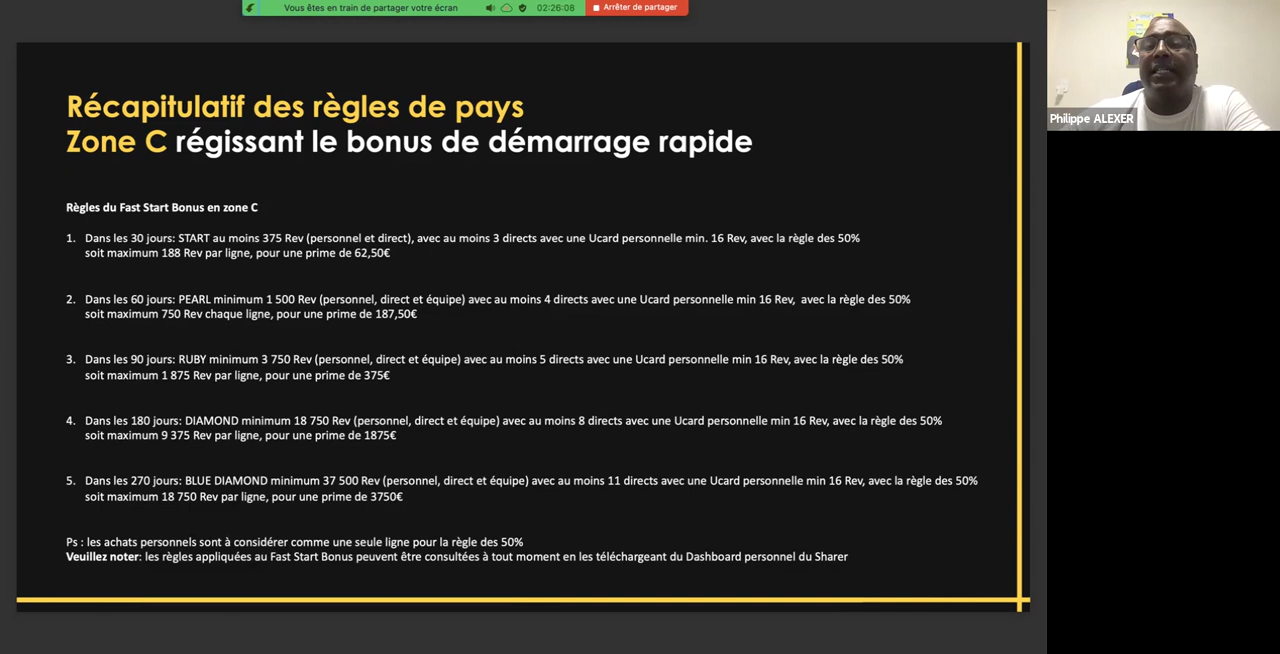 Vous êtes en train de partager votre écran
02:26:08
Arrêter de partager
Philippe ALEXER
Récapitulatif des règles de pays
Zone C régissant le bonus de démarrage rapide
Règles du Fast Start Bonus en zone C
1. Dans les 30 jours: START au moins 375 Rev (personnel et direct), avec au moins 3 directs avec une Ucard personnelle min. 16 Rev, avec la règle des 50%
soit maximum 188 Rev par ligne, pour une prime de 62,50€
2. Dans les 60 jours: PEARL minimum 1 500 Rev (personnel, direct et équipe) avec au moins 4 directs avec une Ucard personnelle min 16 Rev, avec la règle des 50%
soit maximum 750 Rev chaque ligne, pour une prime de 187,50€
3. Dans les 90 jours: RUBY minimum 3 750 Rev (personnel, direct et équipe) avec au moins 5 directs avec une Ucard personnelle min 16 Rev, avec la règle des 50%
soit maximum 1 875 Rev par ligne, pour une prime de 375€
4. Dans les 180 jours: DIAMOND minimum 18 750 Rev (personnel, direct et équipe) avec au moins 8 directs avec une Ucard personnelle min 16 Rev, avec la règle des 50%
soit maximum 9 375 Rev par ligne, pour une prime de 1875€
5. Dans les 270 jours: BLUE DIAMOND minimum 37 500 Rev (personnel, direct et équipe) avec au moins 11 directs avec une Ucard personnelle min 16 Rev, avec la règle des 50%
soit maximum 18 750 Rev par ligne, pour une prime de 3750€
Ps : les achats personnels sont à considérer comme une seule ligne pour la règle des 50%
Veuillez noter: les règles appliquées au Fast Start Bonus peuvent être consultées à tout moment en les téléchargeant du Dashboard personnel du Sharer